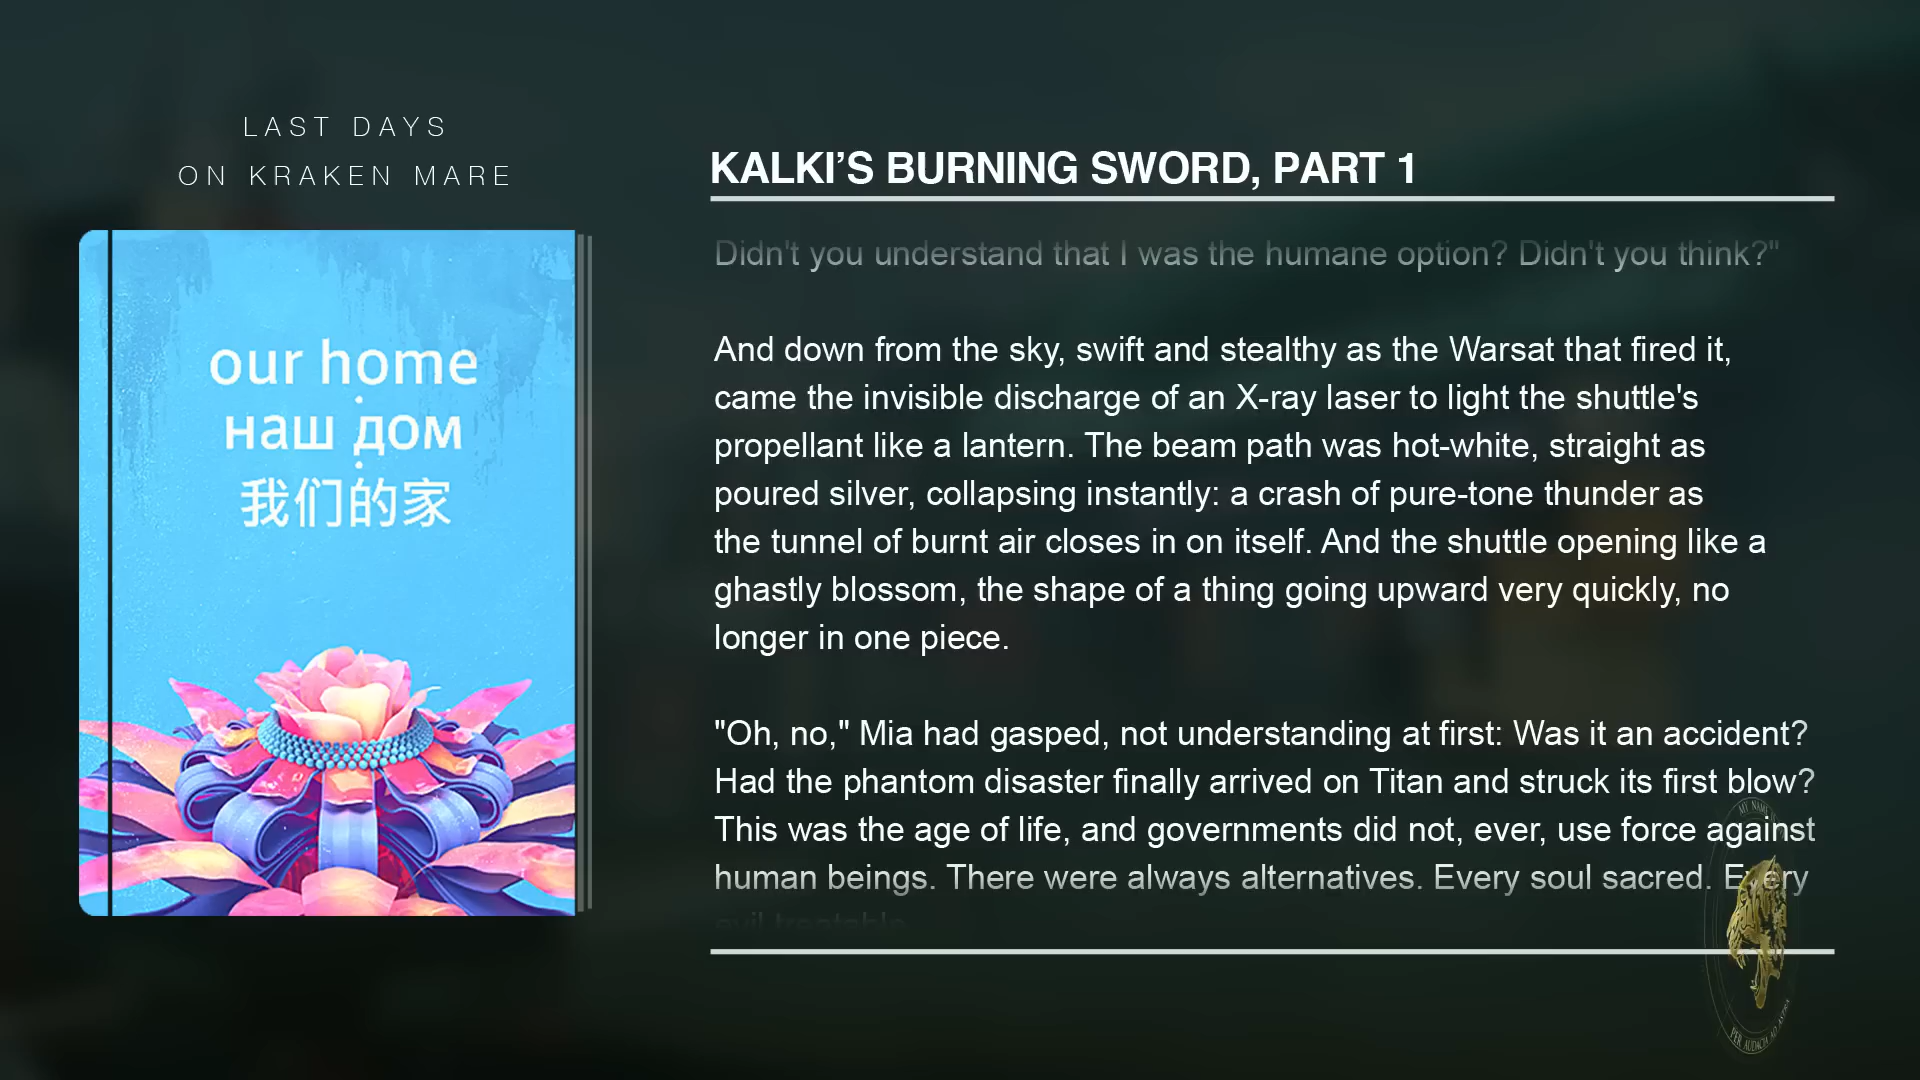 LAST DAYS
ON KRAKEN MARE
our home
наш дом
我们的家
KALKI’S BURNING SWORD, PART 1
Didn't you understand that I was the humane option? Didn't you think?"
And down from the sky, swift and stealthy as the Warsat that fired it,
came the invisible discharge of an X-ray laser to light the shuttle's
propellant like a lantern. The beam path was hot-white, straight as
poured silver, collapsing instantly: a crash of pure-tone thunder as
the tunnel of burnt air closes in on itself. And the shuttle opening like a
ghastly blossom, the shape of a thing going upward very quickly, no
longer in one piece.
"Oh, no," Mia had gasped, not understanding at first: Was it an accident?
Had the phantom disaster finally arrived on Titan and struck its first blow?
This was the age of life, and governments did not, ever, use force against
human beings. There were always alternatives. Every soul sacred. Every
evil treatable.
MY NAME
PER AUDACIA AD ASTRA